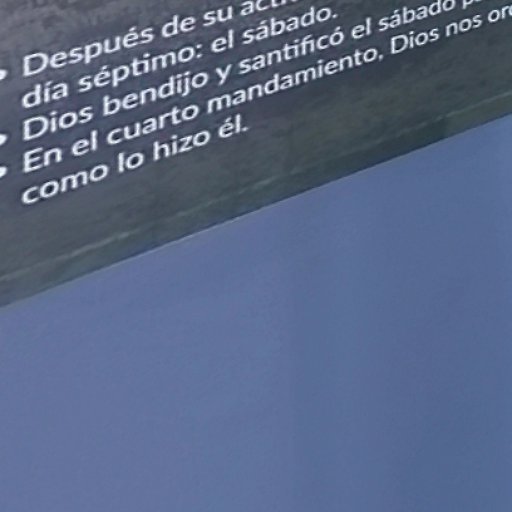 • Después de su
día séptimo: el sábado.
• Dios bendijo y santificó el sábado
• En el cuarto mandamiento, Dios nos
como lo hizo él.